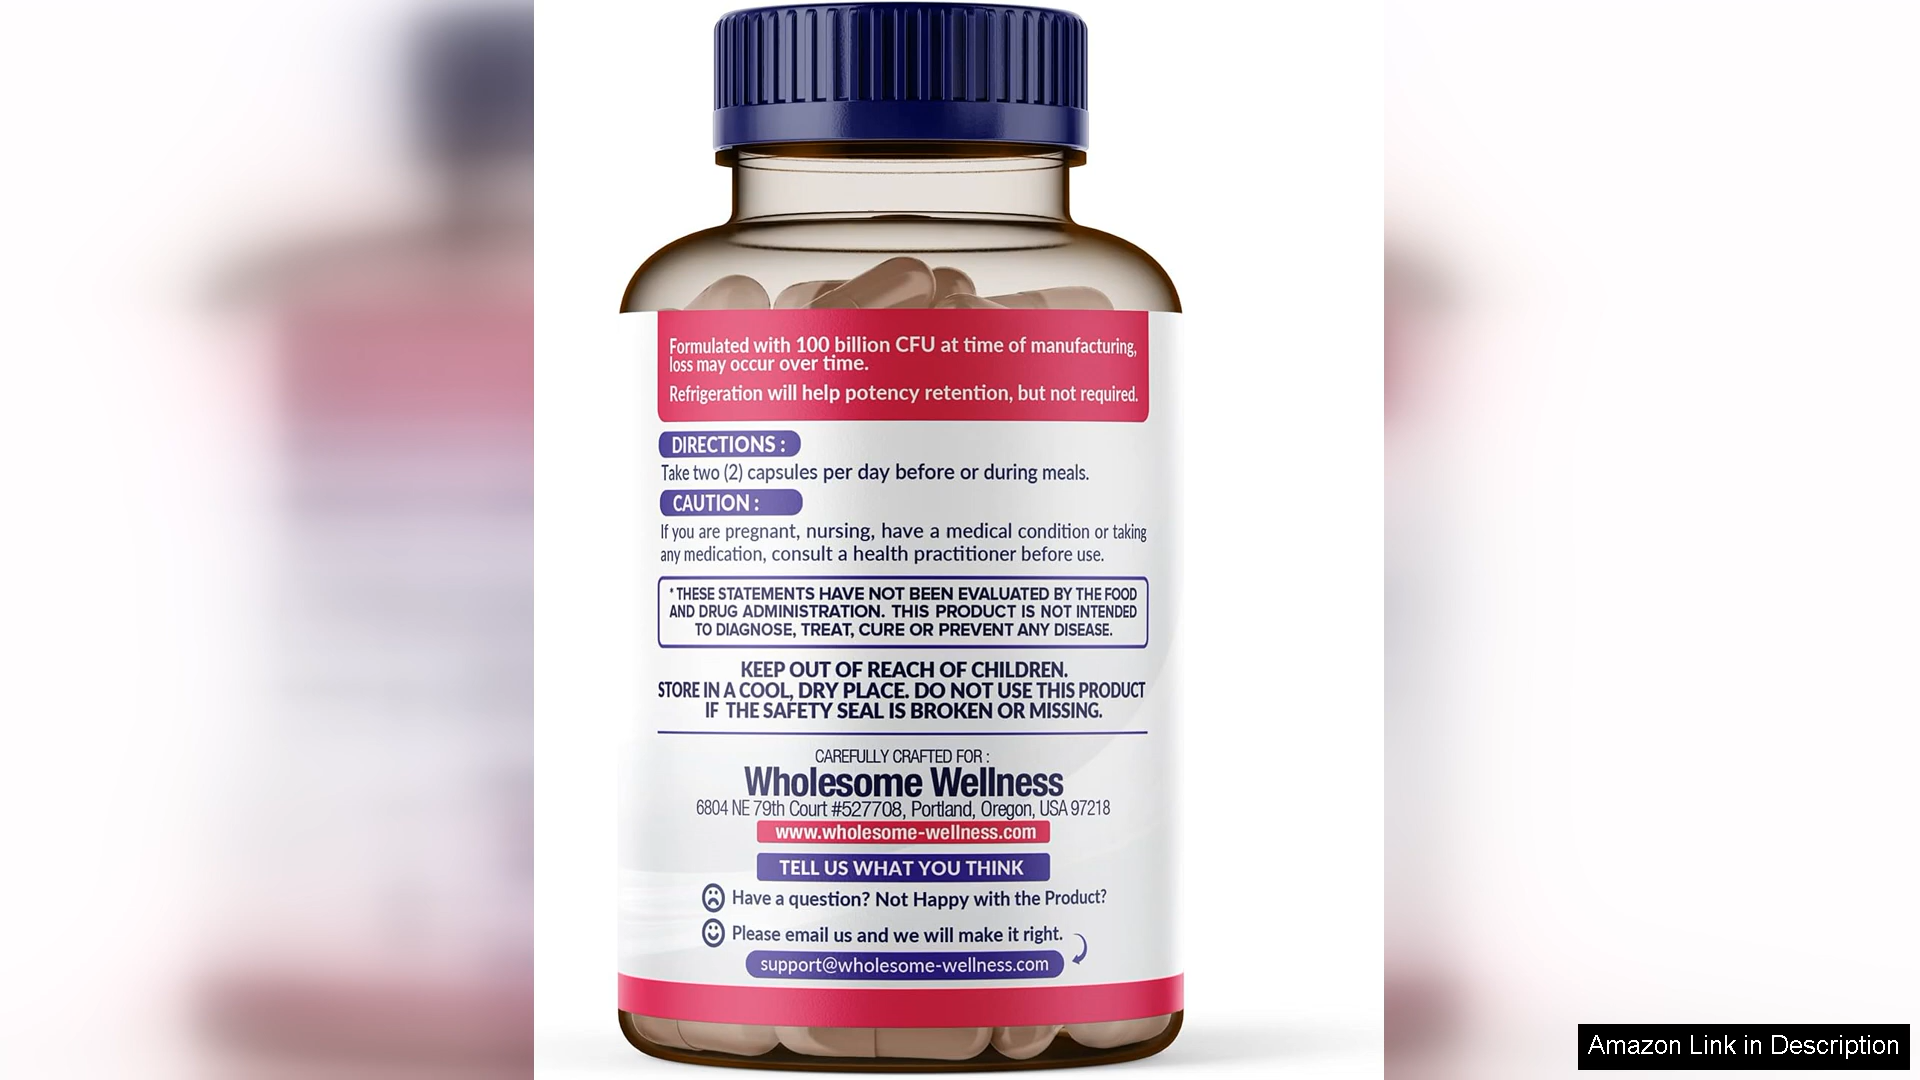 Formulated with 100 billion CFU at time of manufacturing,
loss may occur over time.
Refrigeration will help potency retention, but not required.
DIRECTIONS :
Take two (2) capsules per day before or during meals.
CAUTION :
If you are pregnant, nursing, have a medical condition or taking
any medication, consult a health practitioner before use.
* THESE STATEMENTS HAVE NOT BEEN EVALUATED BY THE FOOD
AND DRUG ADMINISTRATION. THIS PRODUCT IS NOT INTENDED
TO DIAGNOSE, TREAT, CURE OR PREVENT ANY DISEASE.
KEEP OUT OF REACH OF CHILDREN.
STORE IN A COOL, DRY PLACE. DO NOT USE THIS PRODUCT
IF THE SAFETY SEAL IS BROKEN OR MISSING.
CAREFULLY CRAFTED FOR :
Wholesome Wellness
6804 NE 79th Court #527708, Portland, Oregon, USA 97218
www.wholesome-wellness.com
TELL US WHAT YOU THINK
Have a question? Not Happy with the Product?
Please email us and we will make it right.
support@wholesome-wellness.com
Amazon Link in Description